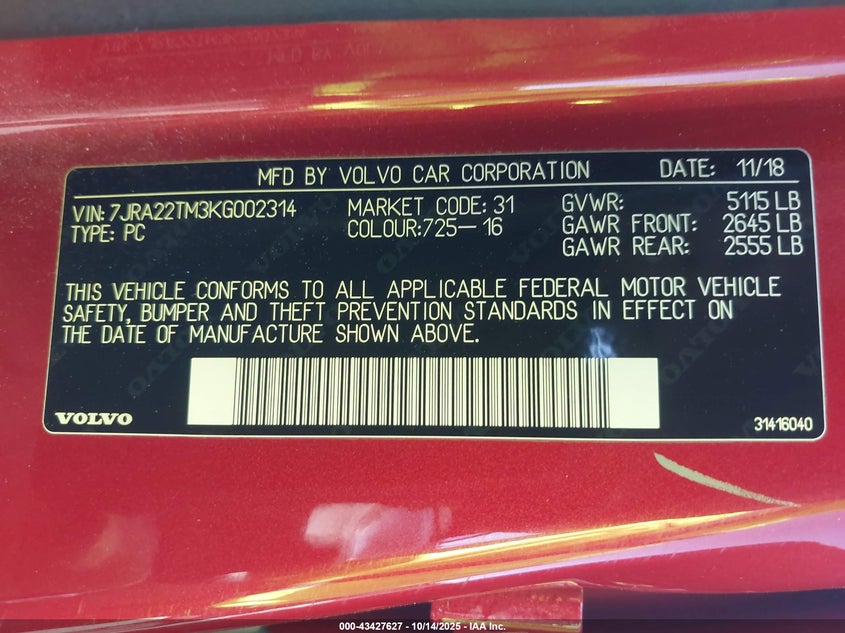 MFD BY VOLVO CAR CORPORATION DATE: 11/18
VIN: 7JRA22TM3KG002314 MARKET CODE: 31 GVWR: 5115 LB
TYPE: PC COLOUR:725-16 GAWR FRONT: 2645 LB
GAWR REAR: 2555 LB
THIS VEHICLE CONFORMS TO ALL APPLICABLE FEDERAL MOTOR VEHICLE
SAFETY, BUMPER AND THEFT PREVENTION STANDARDS IN EFFECT ON
THE DATE OF MANUFACTURE SHOWN ABOVE.
VOLVO 31416040
000-43427627 - 10/14/2025 - IAA Inc.